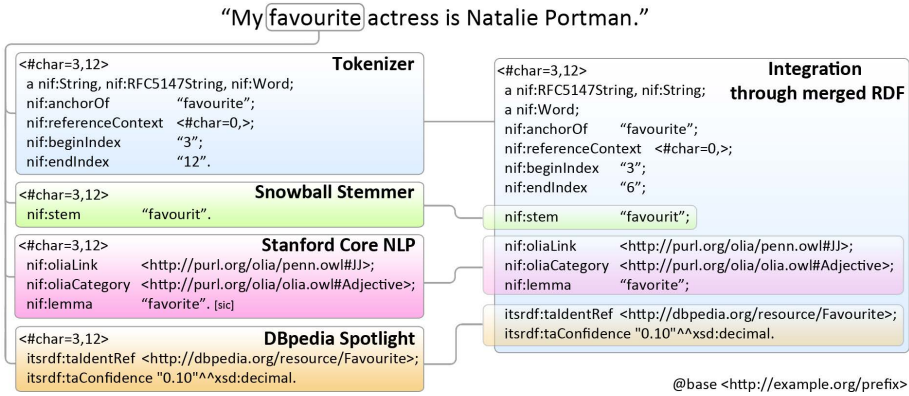 “My favourite actress is Natalie Portman.”
<#char=3,12> Tokenizer
a nif:String, nif:RFC5147String, nif:Word;
nif:anchorOf “favourite”;
nif:referenceContext <#char=0,>;
nif:beginIndex “3”;
nif:endIndex “12”.
<#char=3,12> Snowball Stemmer
nif:stem “favourit”.
<#char=3,12> Stanford Core NLP
nif:oliaLink <http://purl.org/olia/penn.owl#JJ>;
nif:oliaCategory <http://purl.org/olia/olia.owl#Adjective>;
nif:lemma “favorite”. [sic]
<#char=3,12> DBpedia Spotlight
itsrdf:taIdentRef <http://dbpedia.org/resource/Favourite>;
itsrdf:taConfidence "0.10"^^xsd:decimal.
<#char=3,12> Integration
through merged RDF
a nif:RFC5147String, nif:String;
a nif:Word;
nif:anchorOf “favourite”;
nif:referenceContext <#char=0,>;
nif:beginIndex “3”;
nif:endIndex “6”;
nif:stem “favourit”;
nif:oliaLink <http://purl.org/olia/penn.owl#JJ>;
nif:oliaCategory <http://purl.org/olia/olia.owl#Adjective>;
nif:lemma “favorite”;
itsrdf:taIdentRef <http://dbpedia.org/resource/Favourite>;
itsrdf:taConfidence "0.10"^^xsd:decimal.
@base <http://example.org/prefix>